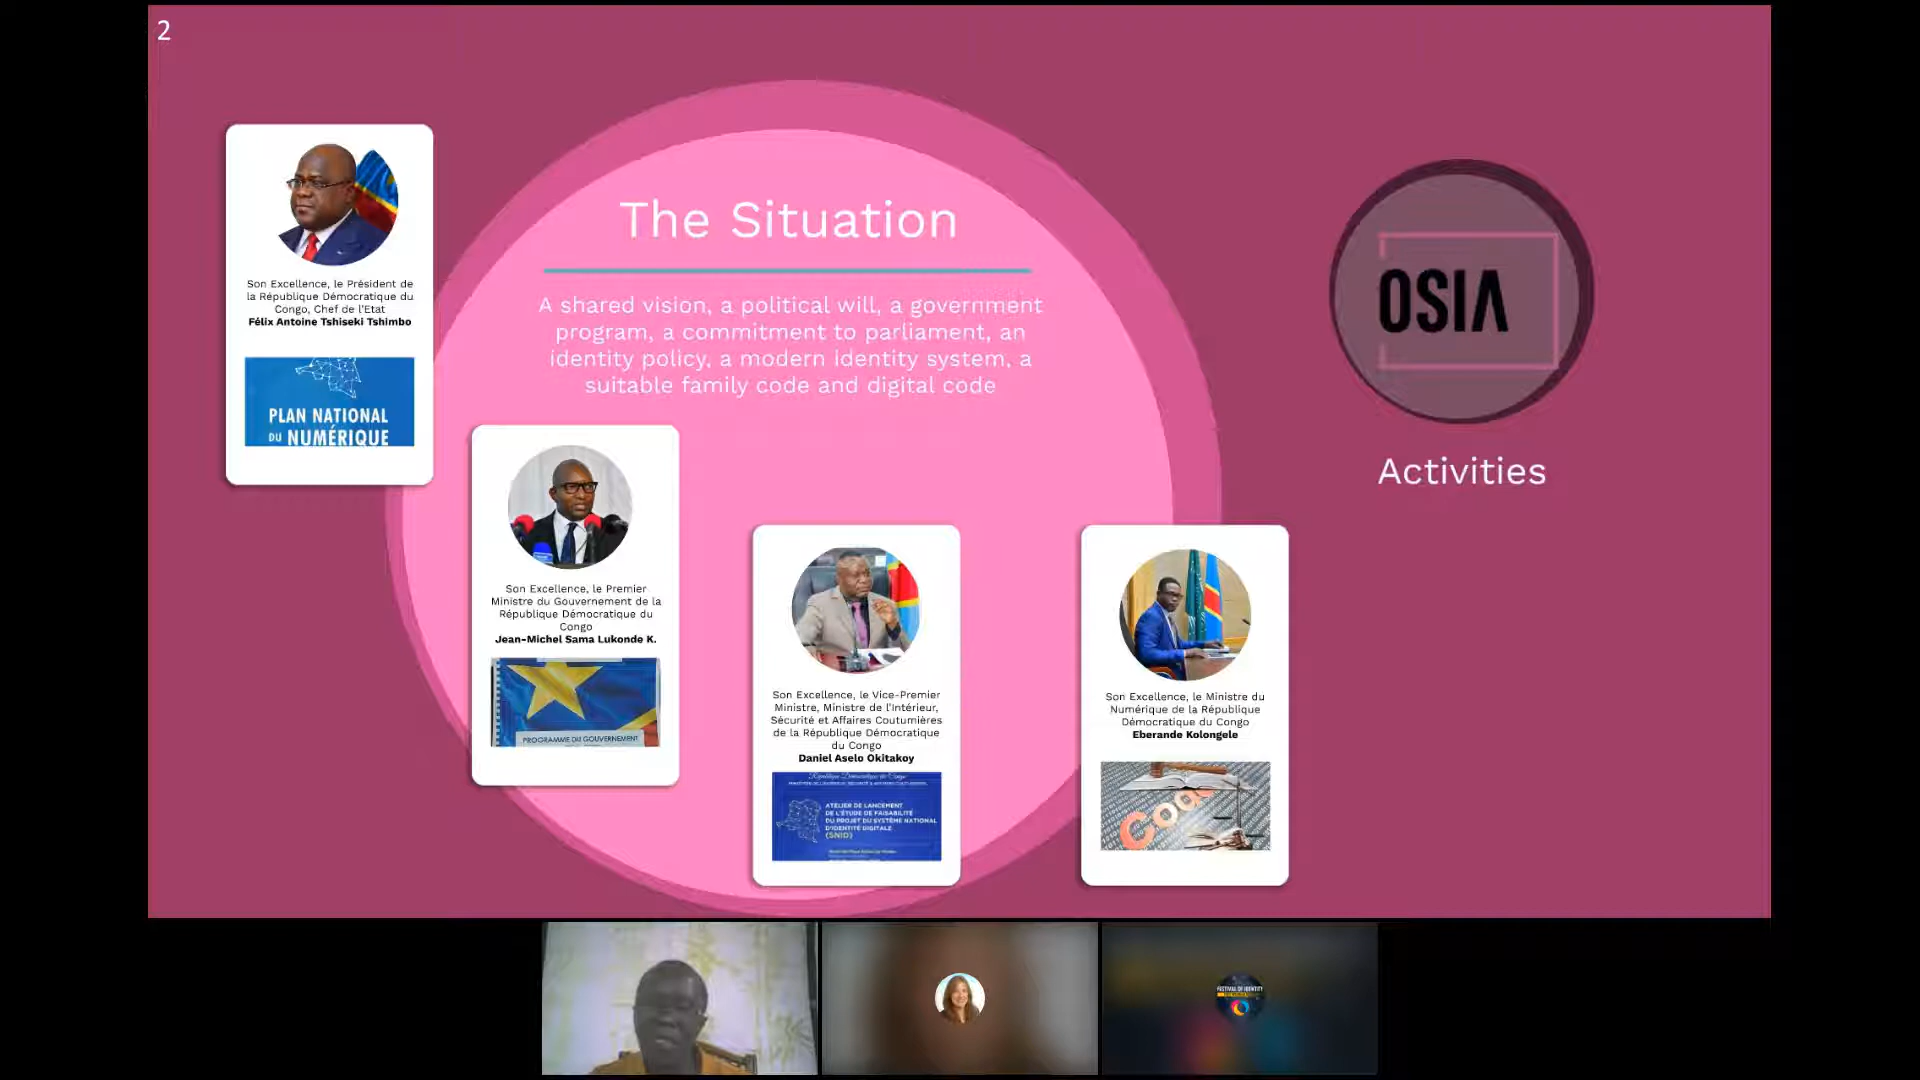 2
Son Excellence, le Président de
la République Démocratique du
Congo, Chef de l'Etat
Félix Antoine Tshiseki Tshimbo
PLAN NATIONAL
DU NUMÉRIQUE
The Situation
A shared vision, a political will, a government
program, a commitment to parliament, an
identity policy, a modern identity system, a
suitable family code and digital code
OSIA
Activities
Son Excellence, le Premier
Ministre du Gouvernement de la
République Démocratique du
Congo
Jean-Michel Sama Lukonde K.
PROGRAMME DU GOUVERNEMENT
Son Excellence, le Vice-Premier
Ministre, Ministre de l'Intérieur,
Sécurité et Affaires Coutumières
de la République Démocratique
du Congo
Daniel Aselo Okitakoy
République Démocratique du Congo
ATELIER DE LANCEMENT
DE L'ÉTUDE DE FAISABILITÉ
DU PROJET DU SYSTÈME NATIONAL
D'IDENTITÉ DIGITALE
(SNID)
Son Excellence, le Ministre du
Numérique de la République
Démocratique du Congo
Eberande Kolongele
Code
FESTIVAL OF IDENTITY